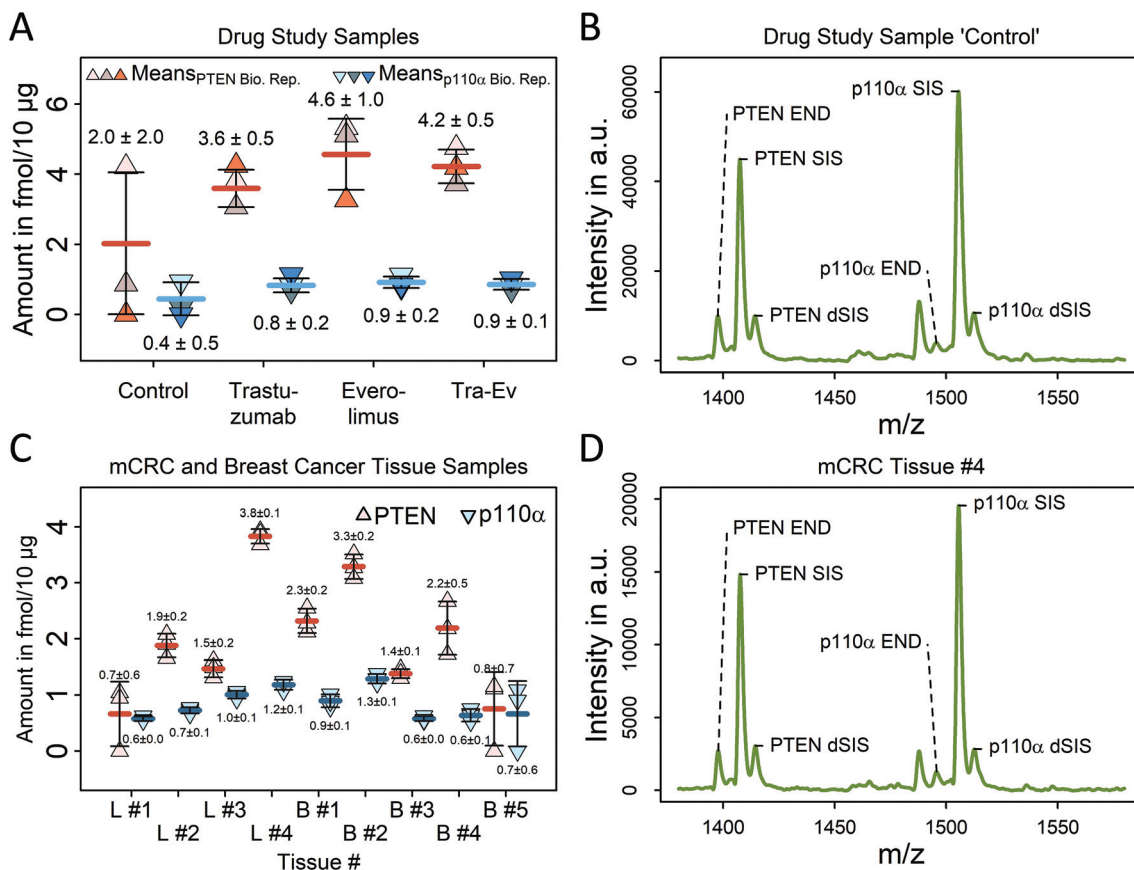 A
Drug Study Samples
Means PTEN Bio. Rep.
Means p110α Bio. Rep.
Amount in fmol/10 µg
0
2
4
6
2.0 ± 2.0
3.6 ± 0.5
4.6 ± 1.0
4.2 ± 0.5
0.4 ± 0.5
0.8 ± 0.2
0.9 ± 0.2
0.9 ± 0.1
Control
Trastu-
zumab
Evero-
limus
Tra-Ev
B
Drug Study Sample 'Control'
Intensity in a.u.
0
20000
40000
60000
PTEN END
PTEN SIS
PTEN dSIS
p110α SIS
p110α END
p110α dSIS
1400
1450
1500
1550
m/z
C
mCRC and Breast Cancer Tissue Samples
PTEN
p110α
Amount in fmol/10 µg
0
1
2
3
4
0.7±0.6
1.9±0.2
1.5±0.2
3.8±0.1
2.3±0.2
3.3±0.2
1.4±0.1
2.2±0.5
0.8±0.7
0.6±0.0
0.7±0.1
1.0±0.1
1.2±0.1
0.9±0.1
1.3±0.1
0.6±0.0
0.6±0.1
0.7±0.6
L #1
L #2
L #3
L #4
B #1
B #2
B #3
B #4
B #5
Tissue #
D
mCRC Tissue #4
Intensity in a.u.
0
5000
10000
15000
20000
PTEN END
PTEN SIS
PTEN dSIS
p110α SIS
p110α END
p110α dSIS
1400
1450
1500
1550
m/z